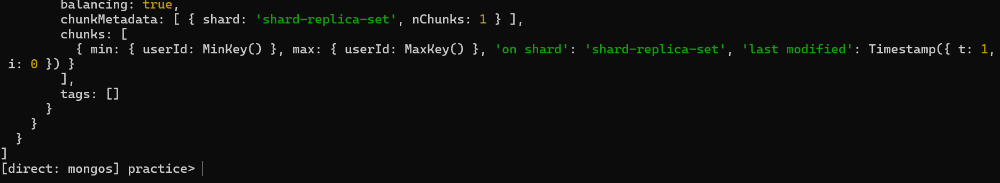 balancing: true,
chunkMetadata: [ { shard: 'shard-replica-set', nChunks: 1 } ],
chunks: [
{ min: { userId: MinKey() }, max: { userId: MaxKey() }, 'on shard': 'shard-replica-set', 'last modified': Timestamp({ t: 1,
i: 0 }) }
],
tags: []
}
}
}
]
[direct: mongos] practice>